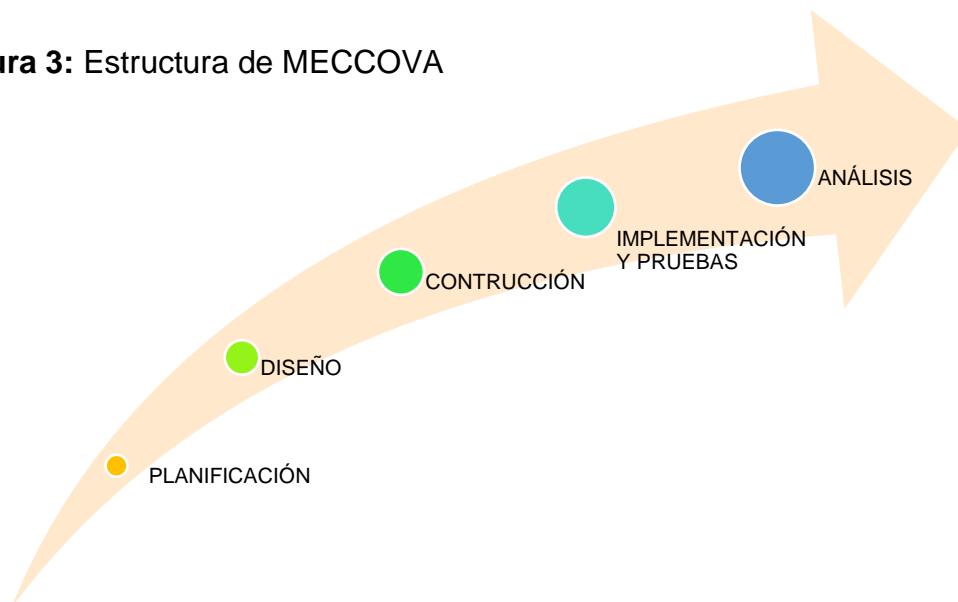 ura 3: Estructura de MECCOVA
ANÁLISIS
IMPLEMENTACIÓN
Y PRUEBAS
CONTRUCCIÓN
DISEÑO
PLANIFICACIÓN